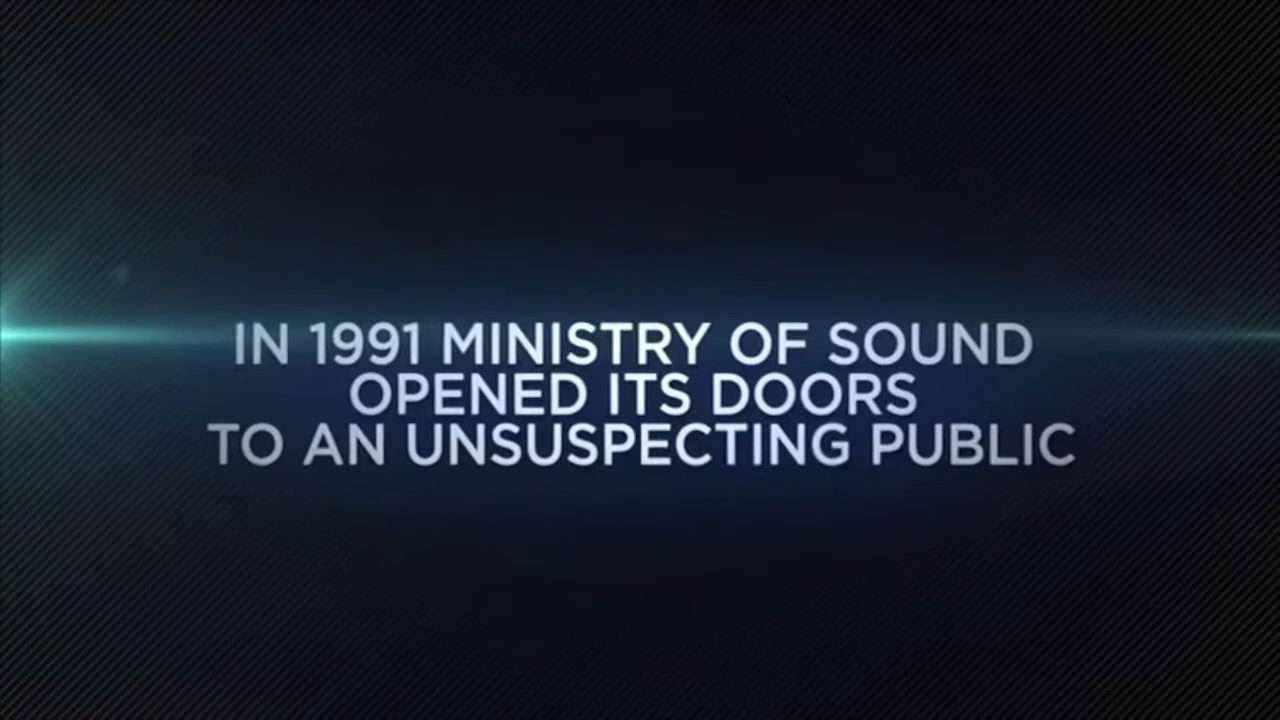 IN 1991 MINISTRY OF SOUND
OPENED ITS DOORS
TO AN UNSUSPECTING PUBLIC